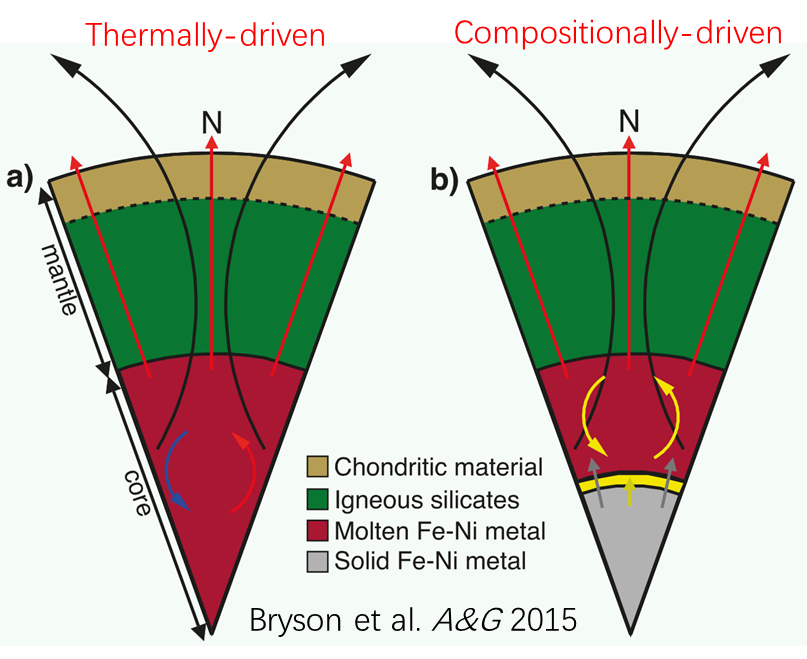 Thermally-driven
Compositionally-driven
N
N
a)
b)
mantle
core
Chondritic material
Igneous silicates
Molten Fe-Ni metal
Solid Fe-Ni metal
Bryson et al. A&G 2015